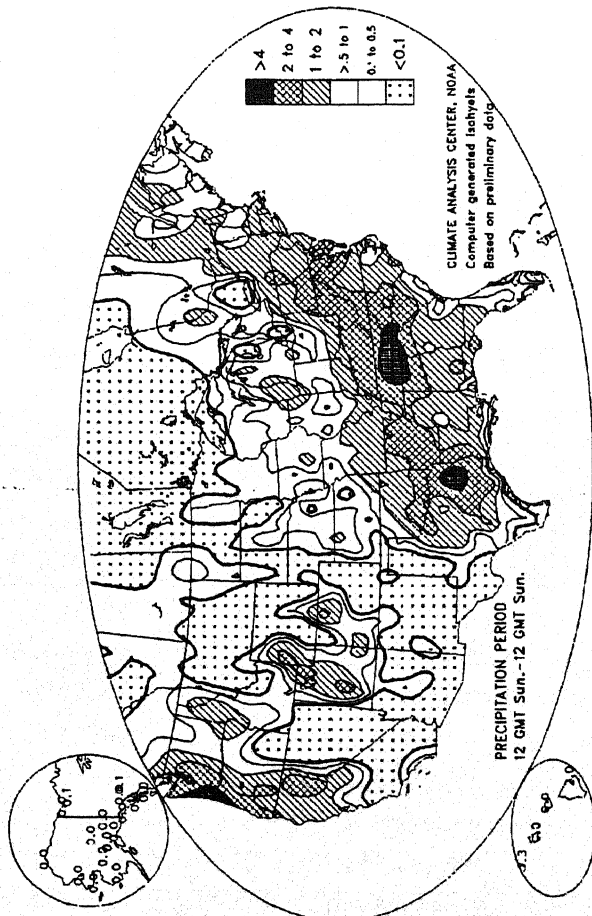 >4
2 to 4
1 to 2
>.5 to 1
0.1 to 0.5
<0.1
CLIMATE ANALYSIS CENTER, NOAA
Computer generated isohyets
Based on preliminary data
PRECIPITATION PERIOD
12 GMT Sun.-12 GMT Sun.